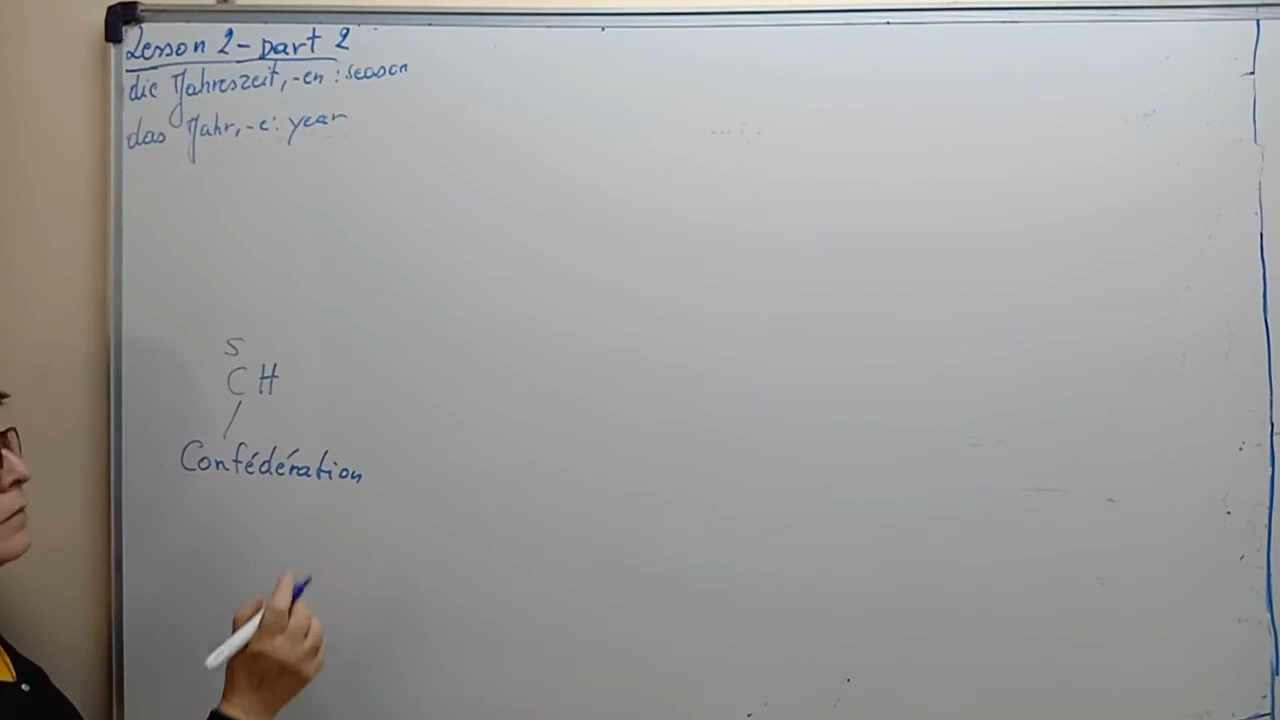 Lesson 2 - part 2
die Jahreszeit, -en : season
das Jahr, -e : year
S
CH
Confédération